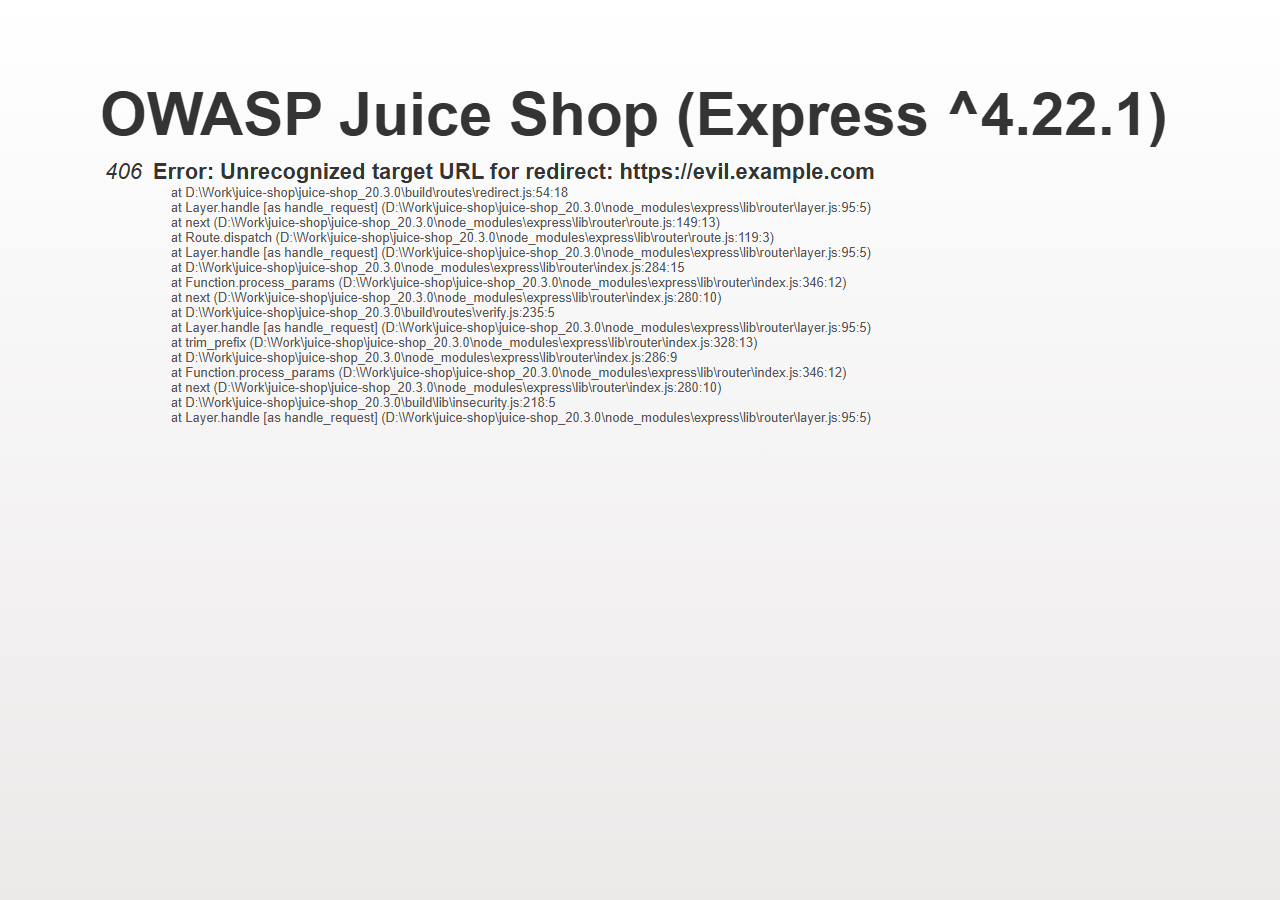 OWASP Juice Shop (Express ^4.22.1)
406 Error: Unrecognized target URL for redirect: https://evil.example.com
at D:\Work\juice-shop\juice-shop_20.3.0\build\routes\redirect.js:54:18
at Layer.handle [as handle_request] (D:\Work\juice-shop\juice-shop_20.3.0\node_modules\express\lib\router\layer.js:95:5)
at next (D:\Work\juice-shop\juice-shop_20.3.0\node_modules\express\lib\router\route.js:149:13)
at Route.dispatch (D:\Work\juice-shop\juice-shop_20.3.0\node_modules\express\lib\router\route.js:119:3)
at Layer.handle [as handle_request] (D:\Work\juice-shop\juice-shop_20.3.0\node_modules\express\lib\router\layer.js:95:5)
at D:\Work\juice-shop\juice-shop_20.3.0\node_modules\express\lib\router\index.js:284:15
at Function.process_params (D:\Work\juice-shop\juice-shop_20.3.0\node_modules\express\lib\router\index.js:346:12)
at next (D:\Work\juice-shop\juice-shop_20.3.0\node_modules\express\lib\router\index.js:280:10)
at D:\Work\juice-shop\juice-shop_20.3.0\build\routes\verify.js:235:5
at Layer.handle [as handle_request] (D:\Work\juice-shop\juice-shop_20.3.0\node_modules\express\lib\router\layer.js:95:5)
at trim_prefix (D:\Work\juice-shop\juice-shop_20.3.0\node_modules\express\lib\router\index.js:328:13)
at D:\Work\juice-shop\juice-shop_20.3.0\node_modules\express\lib\router\index.js:286:9
at Function.process_params (D:\Work\juice-shop\juice-shop_20.3.0\node_modules\express\lib\router\index.js:346:12)
at next (D:\Work\juice-shop\juice-shop_20.3.0\node_modules\express\lib\router\index.js:280:10)
at D:\Work\juice-shop\juice-shop_20.3.0\build\lib\insecurity.js:218:5
at Layer.handle [as handle_request] (D:\Work\juice-shop\juice-shop_20.3.0\node_modules\express\lib\router\layer.js:95:5)